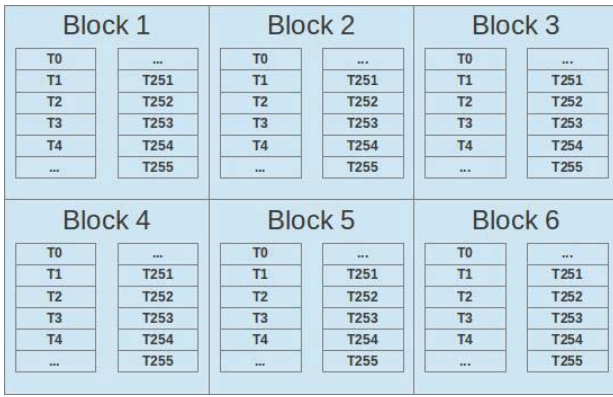 Block 1 Block 2 Block 3
T0 ... T0 ... T0 ...
T1 T251 T1 T251 T1 T251
T2 T252 T2 T252 T2 T252
T3 T253 T3 T253 T3 T253
T4 T254 T4 T254 T4 T254
... T255 ... T255 ... T255
Block 4 Block 5 Block 6
T0 ... T0 ... T0 ...
T1 T251 T1 T251 T1 T251
T2 T252 T2 T252 T2 T252
T3 T253 T3 T253 T3 T253
T4 T254 T4 T254 T4 T254
... T255 ... T255 ... T255